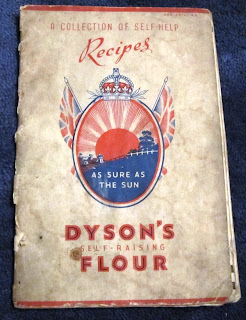 A COLLECTION OF SELF-HELP
Recipes
AS SURE AS
THE SUN
DYSON'S
SELF-RAISING
FLOUR